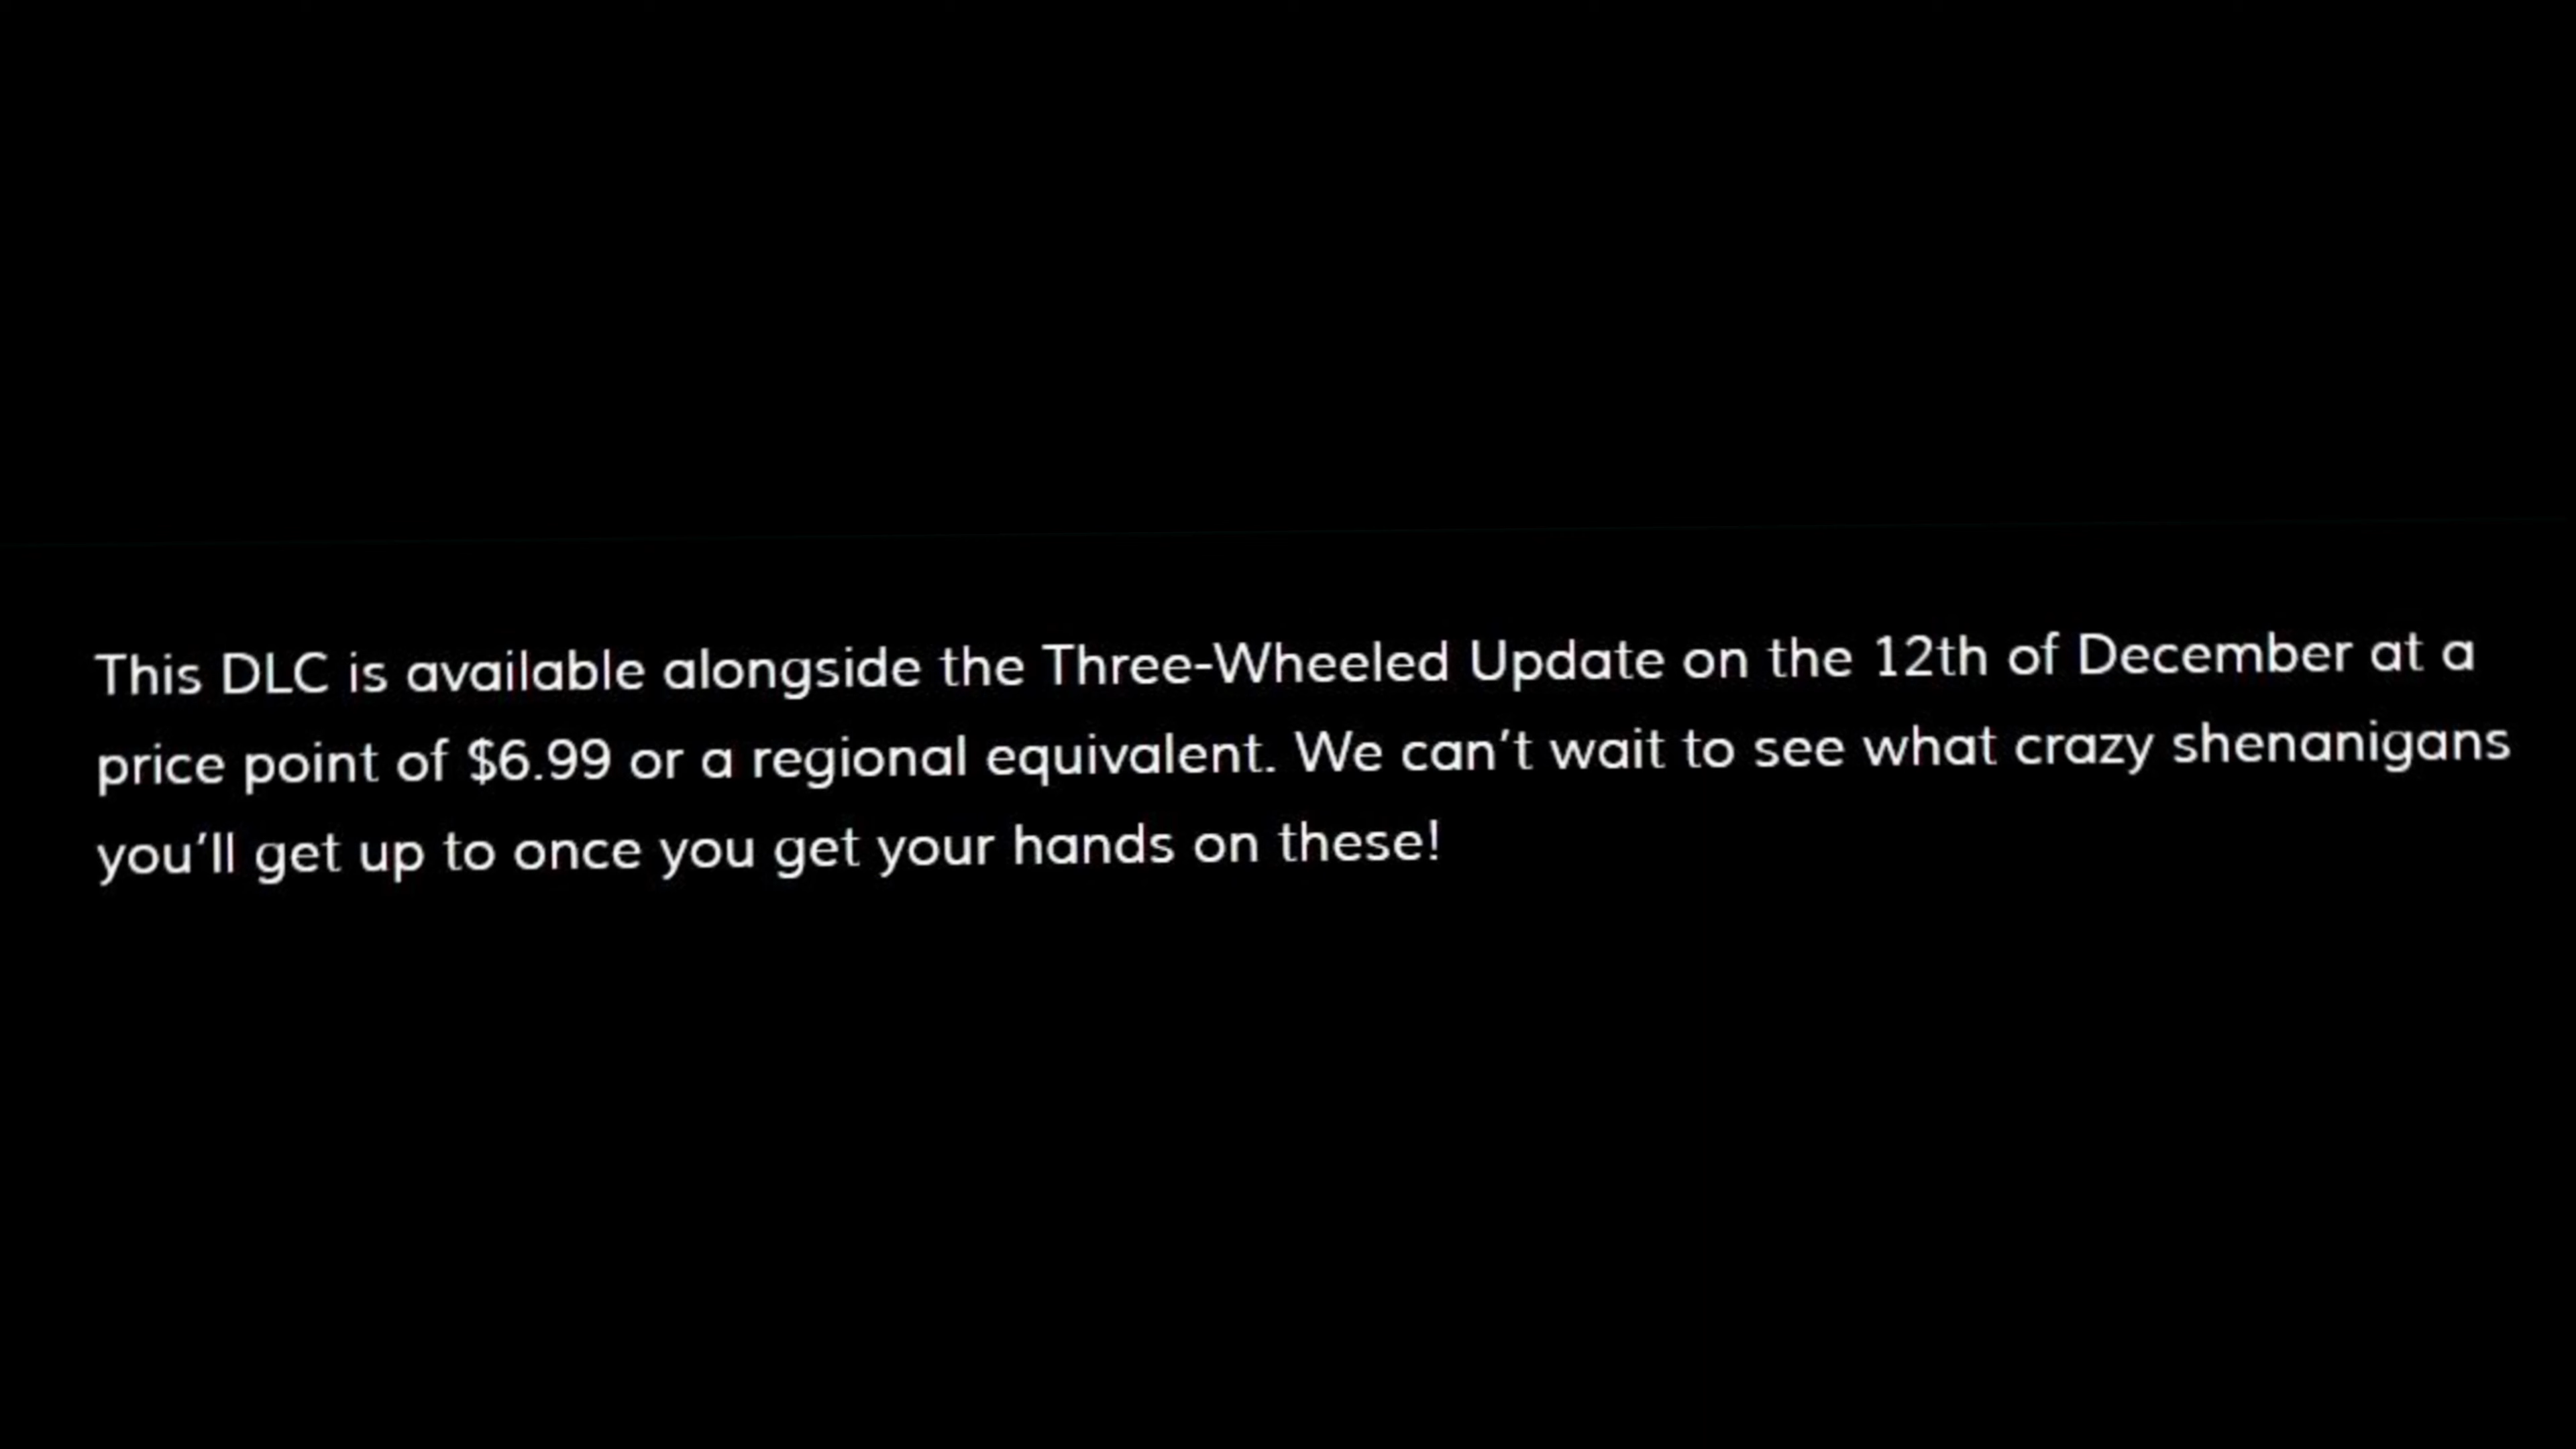 This DLC is available alongside the Three-Wheeled Update on the 12th of December at a
price point of $6.99 or a regional equivalent. We can't wait to see what crazy shenanigans
you'll get up to once you get your hands on these!